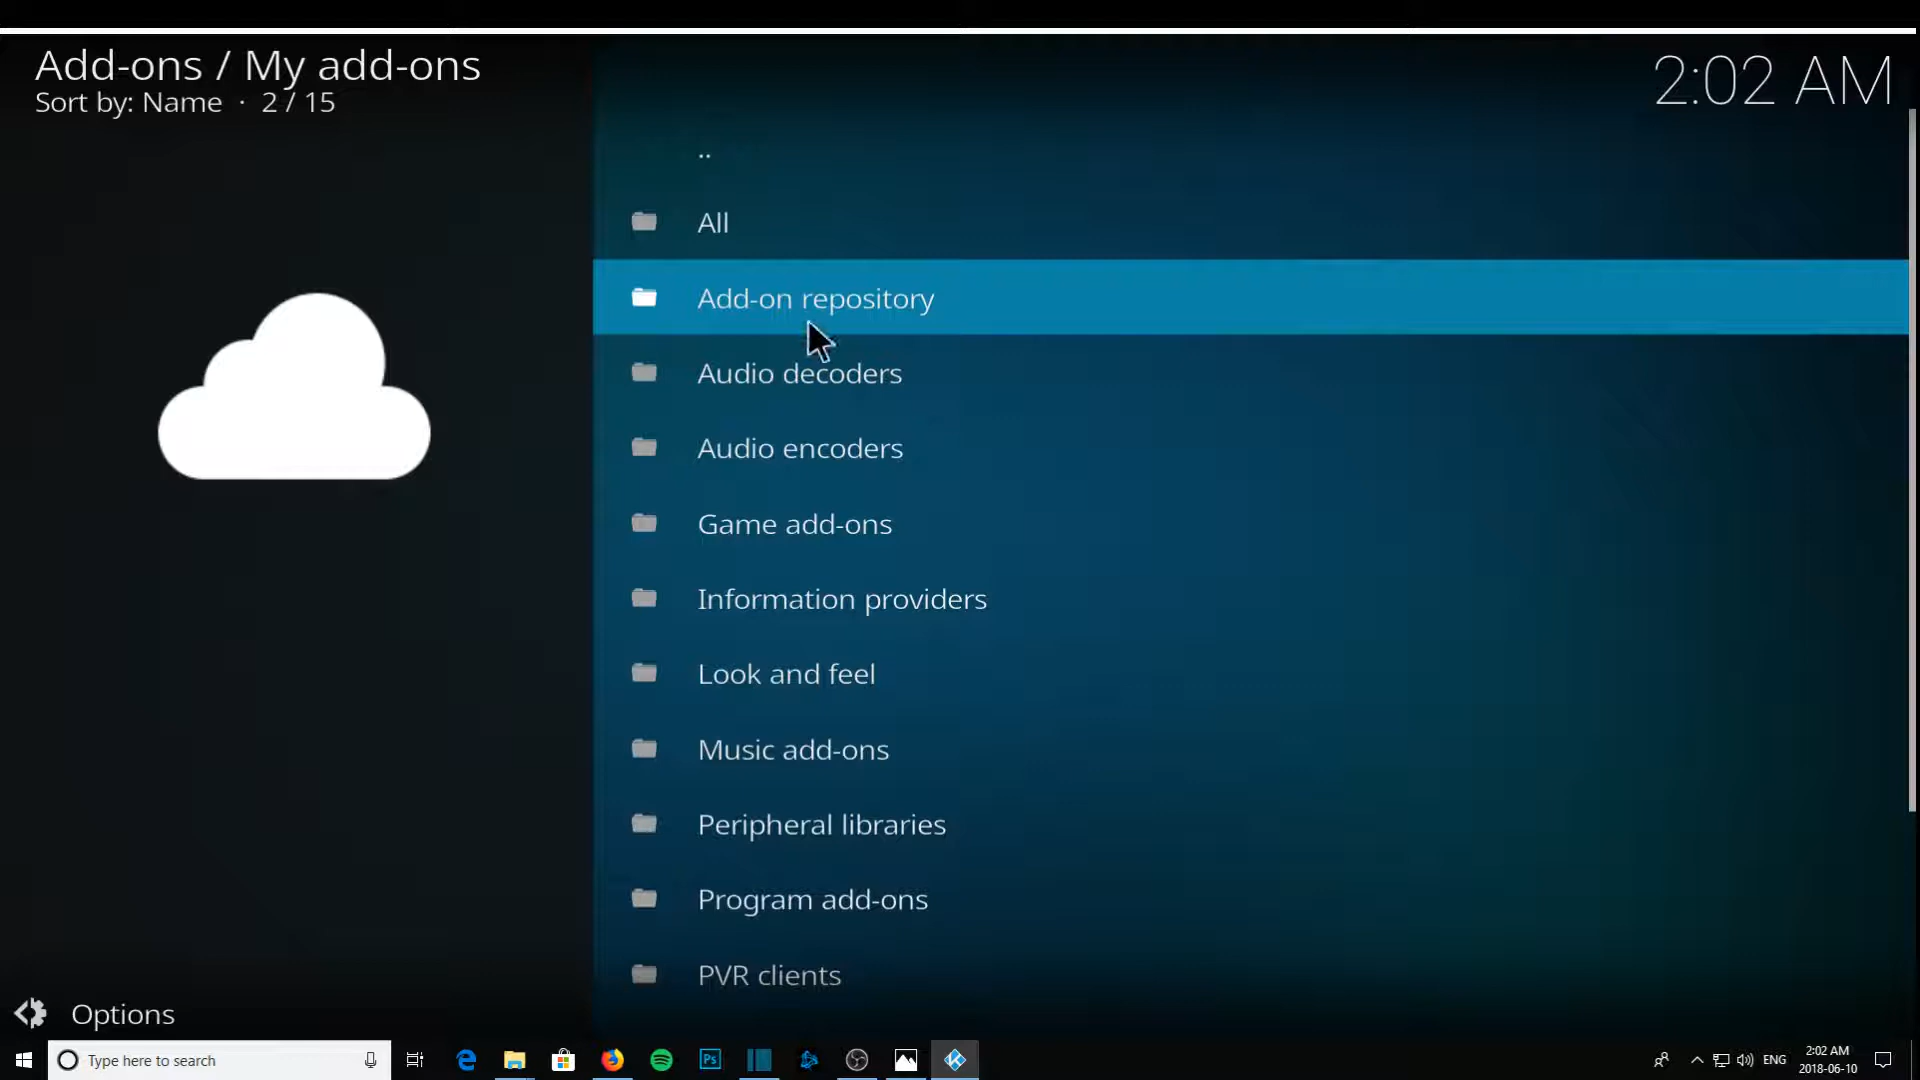 Add-ons / My add-ons
Sort by: Name · 2 / 15
2:02 AM
..
All
Add-on repository
Audio decoders
Audio encoders
Game add-ons
Information providers
Look and feel
Music add-ons
Peripheral libraries
Program add-ons
PVR clients
Options
Type here to search
Ps
ENG
2:02 AM
2018-06-10